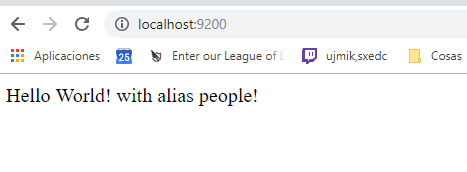 localhost:9200
Aplicaciones 25 Enter our League of ujmik,sxedc Cosas
Hello World! with alias people!